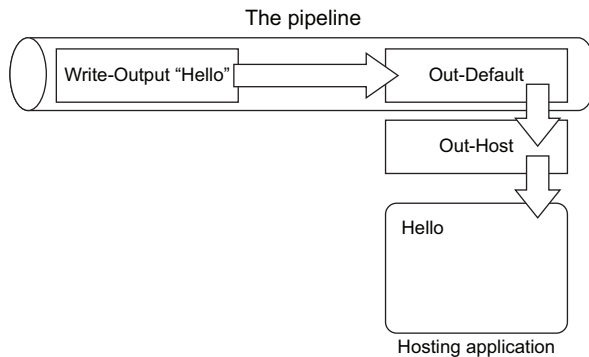 The pipeline
Write-Output “Hello”
Out-Default
Out-Host
Hello
Hosting application